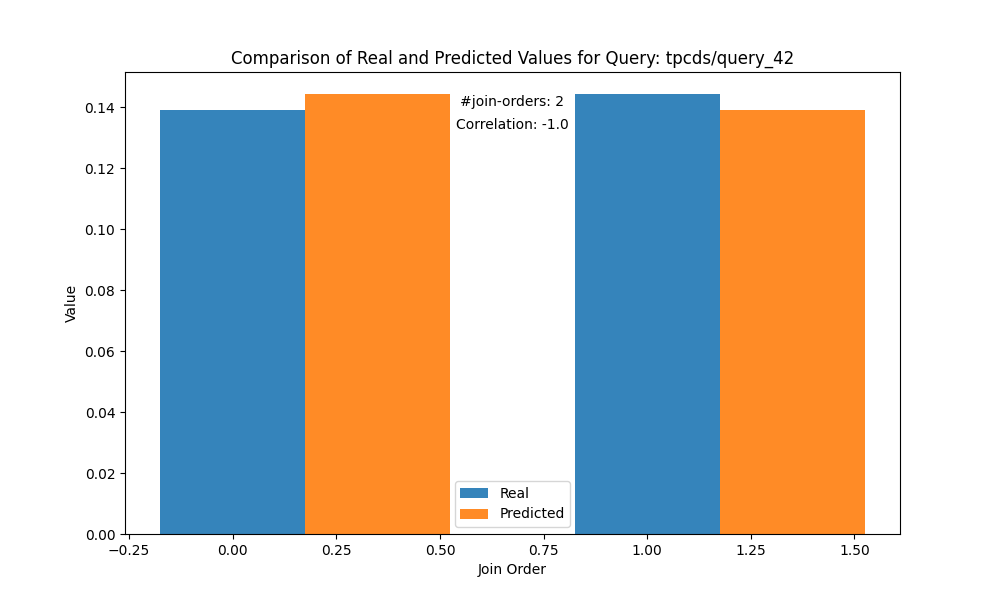 Comparison of Real and Predicted Values for Query: tpcds/query_42
#join-orders: 2
Correlation: -1.0
Value
0.14
0.12
0.10
0.08
0.06
0.04
0.02
0.00
Real
Predicted
−0.25 0.00 0.25 0.50 0.75 1.00 1.25 1.50
Join Order